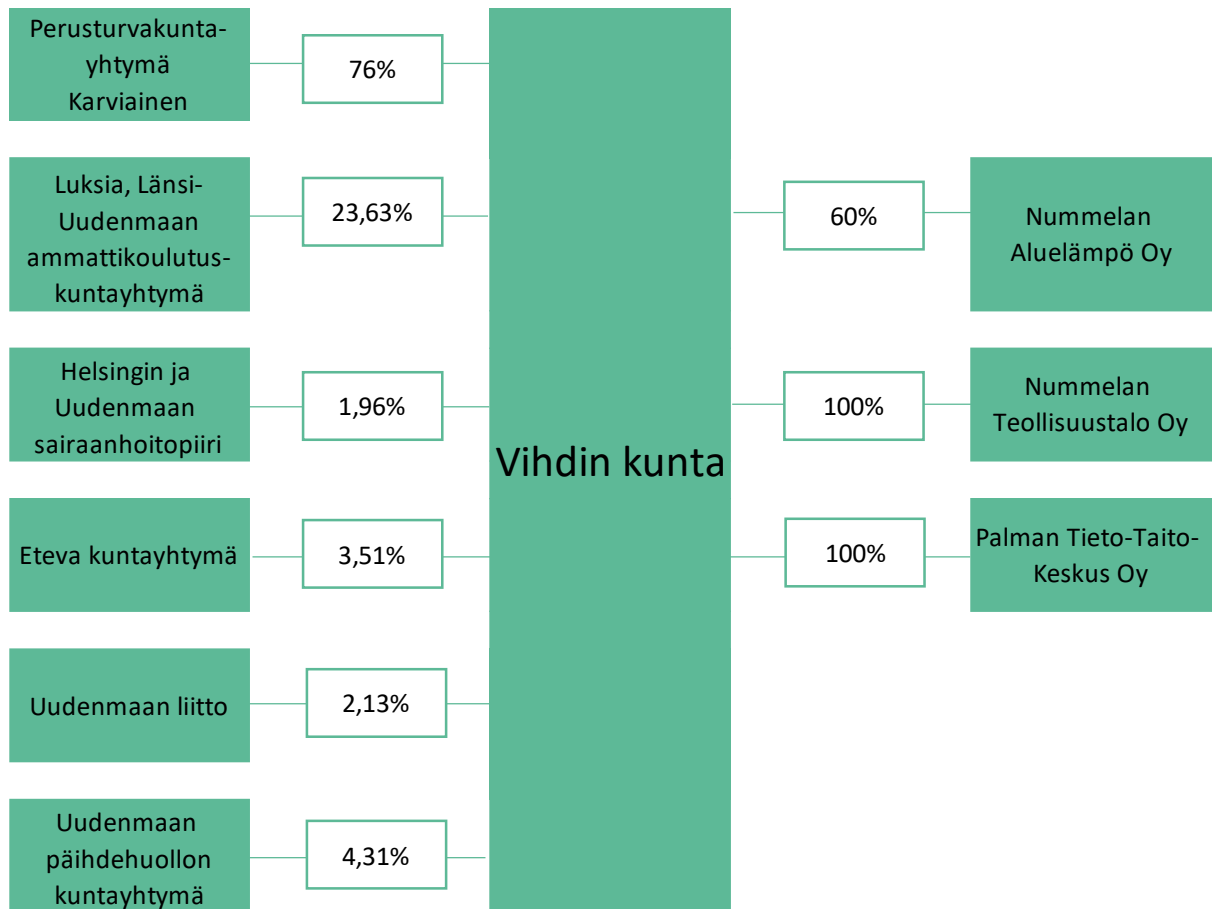 Perusturvakunta-
yhtymä
Karviainen
76%
Luksia, Länsi-
Uudenmaan
ammattikoulutus-
kuntayhtymä
23,63%
Helsingin ja
Uudenmaan
sairaanhoitopiiri
1,96%
Eteva kuntayhtymä
3,51%
Uudenmaan liitto
2,13%
Uudenmaan
päihdehuollon
kuntayhtymä
4,31%
Vihdin kunta
60%
Nummelan
Aluelämpö Oy
100%
Nummelan
Teollisuustalo Oy
100%
Palman Tieto-Taito-
Keskus Oy